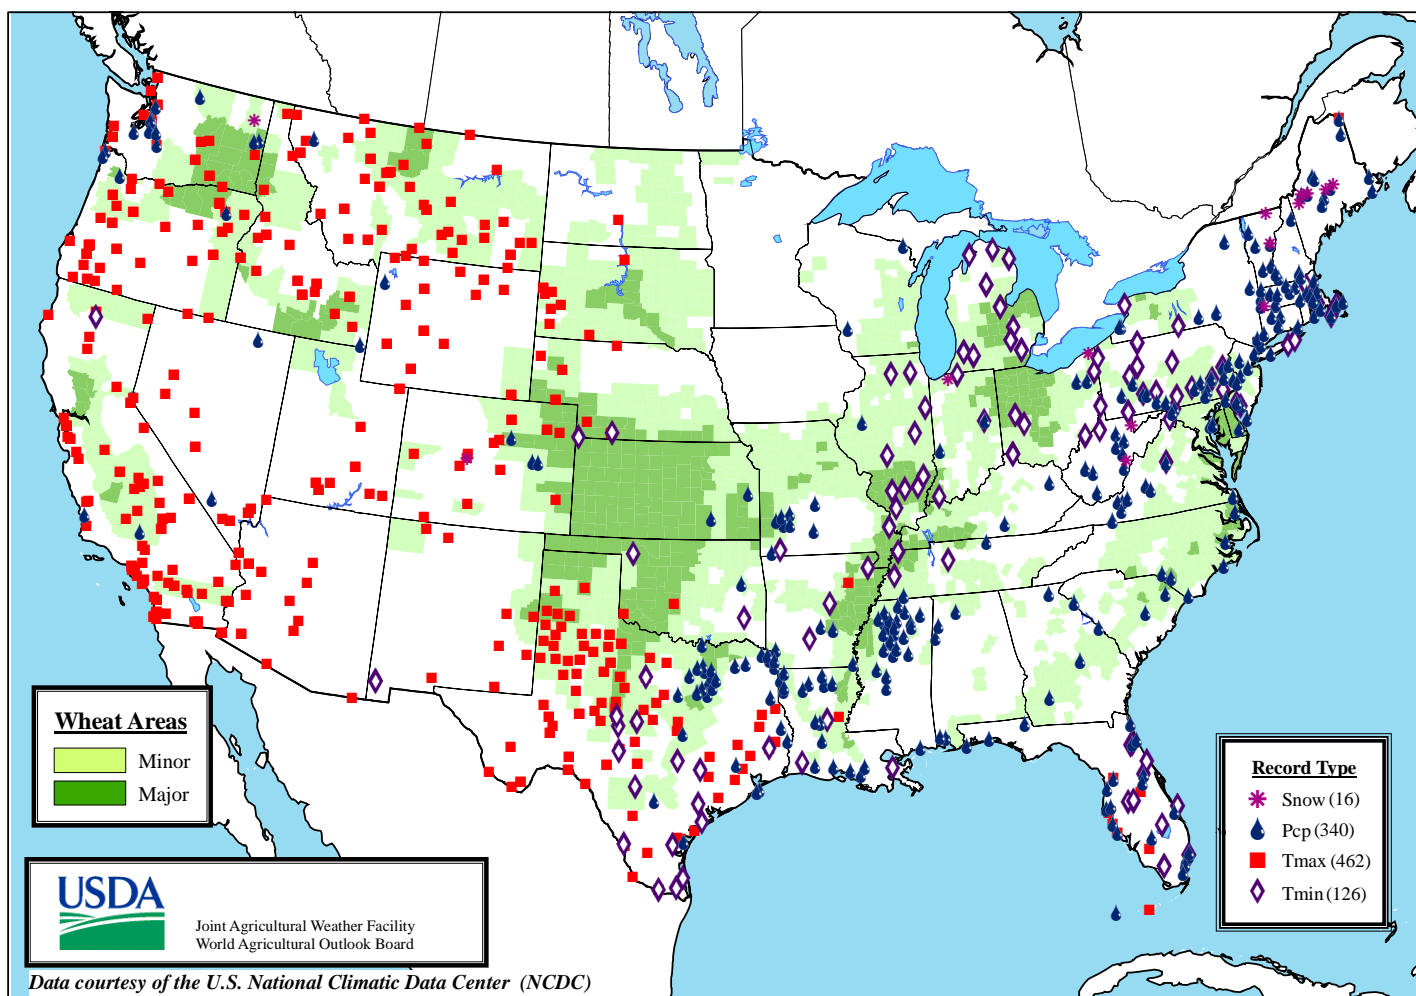 Wheat Areas
Minor
Major
Record Type
Snow (16)
Pcp (340)
Tmax (462)
Tmin (126)
USDA
Joint Agricultural Weather Facility
World Agricultural Outlook Board
Data courtesy of the U.S. National Climatic Data Center (NCDC)